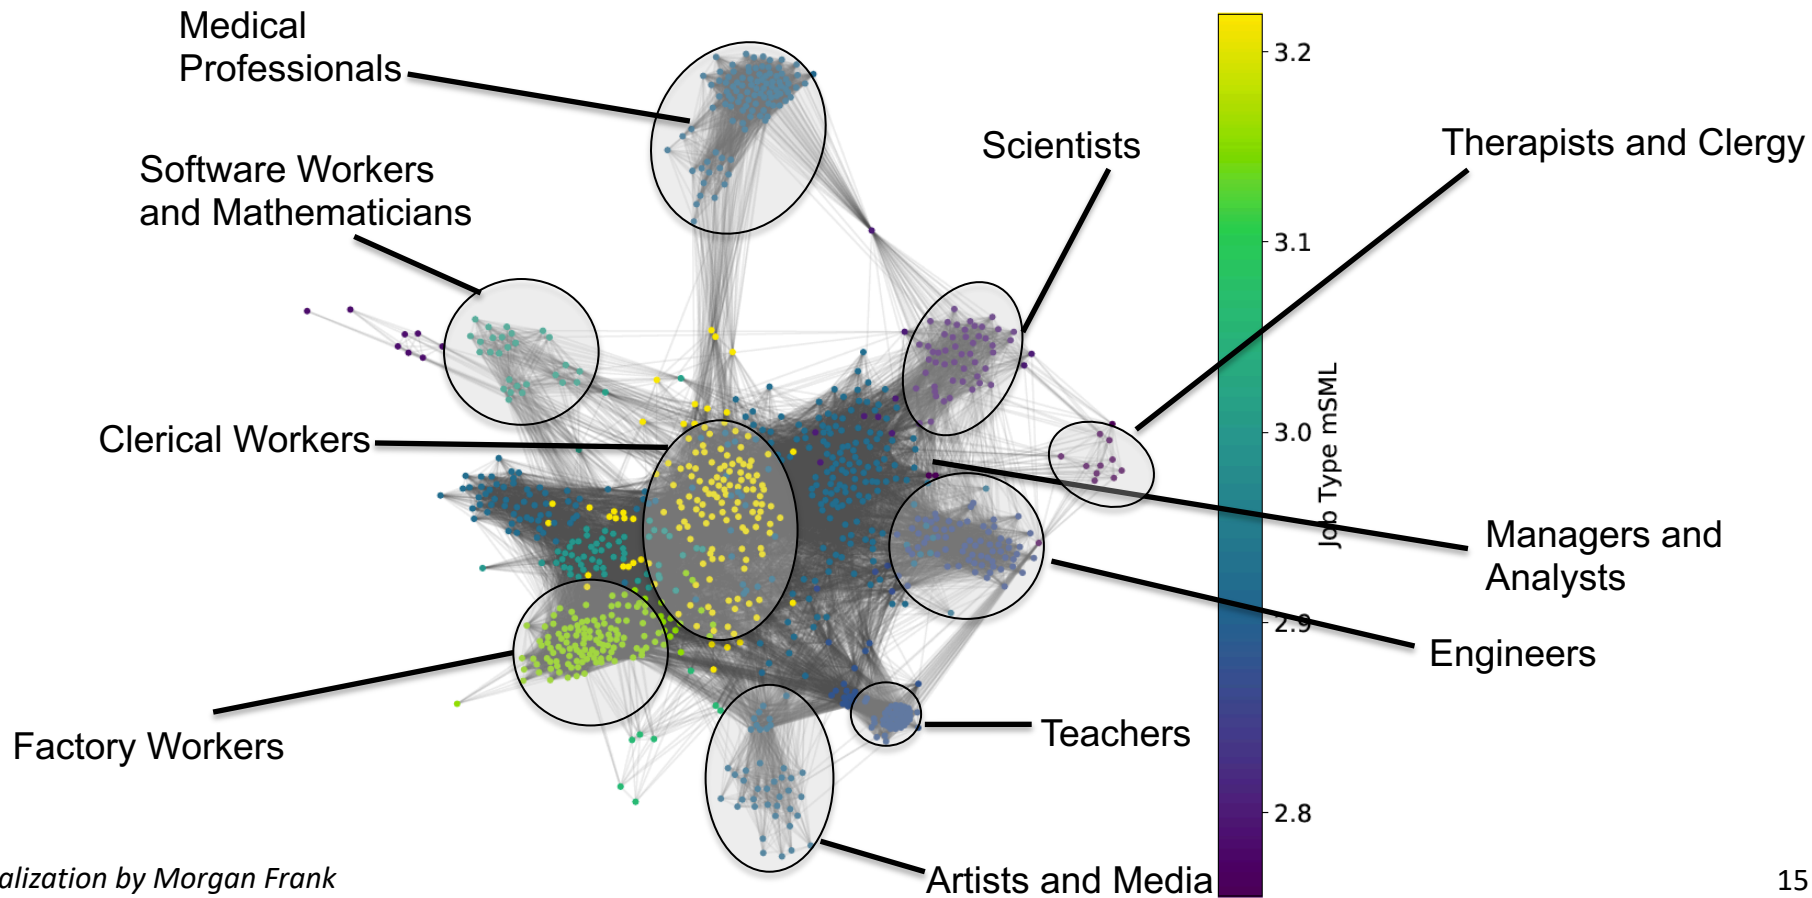 Medical
Professionals
Software Workers
and Mathematicians
Scientists
Therapists and Clergy
Clerical Workers
Managers and
Analysts
Engineers
Factory Workers
Teachers
Artists and Media
3.2
3.1
3.0
2.9
2.8
Job Type mSML
alization by Morgan Frank
15